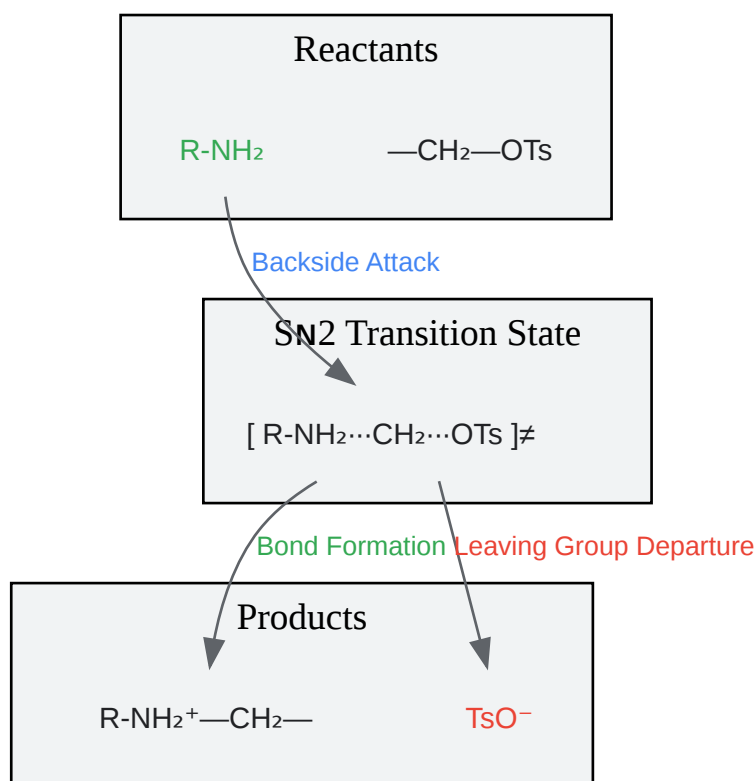 Reactants
R-NH₂ —CH₂—OTs
Backside Attack
Sɴ2 Transition State
[ R-NH₂···CH₂···OTs ]≠
Bond Formation Leaving Group Departure
Products
R-NH₂⁺—CH₂— TsO⁻